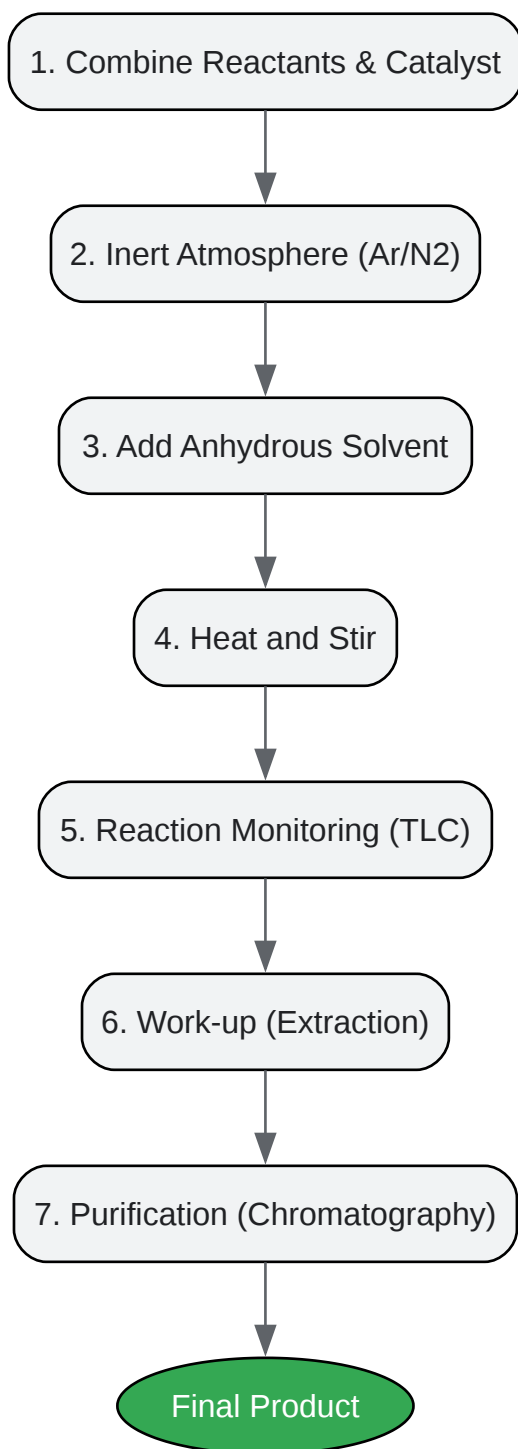 1. Combine Reactants & Catalyst
2. Inert Atmosphere (Ar/N2)
3. Add Anhydrous Solvent
4. Heat and Stir
5. Reaction Monitoring (TLC)
6. Work-up (Extraction)
7. Purification (Chromatography)
Final Product